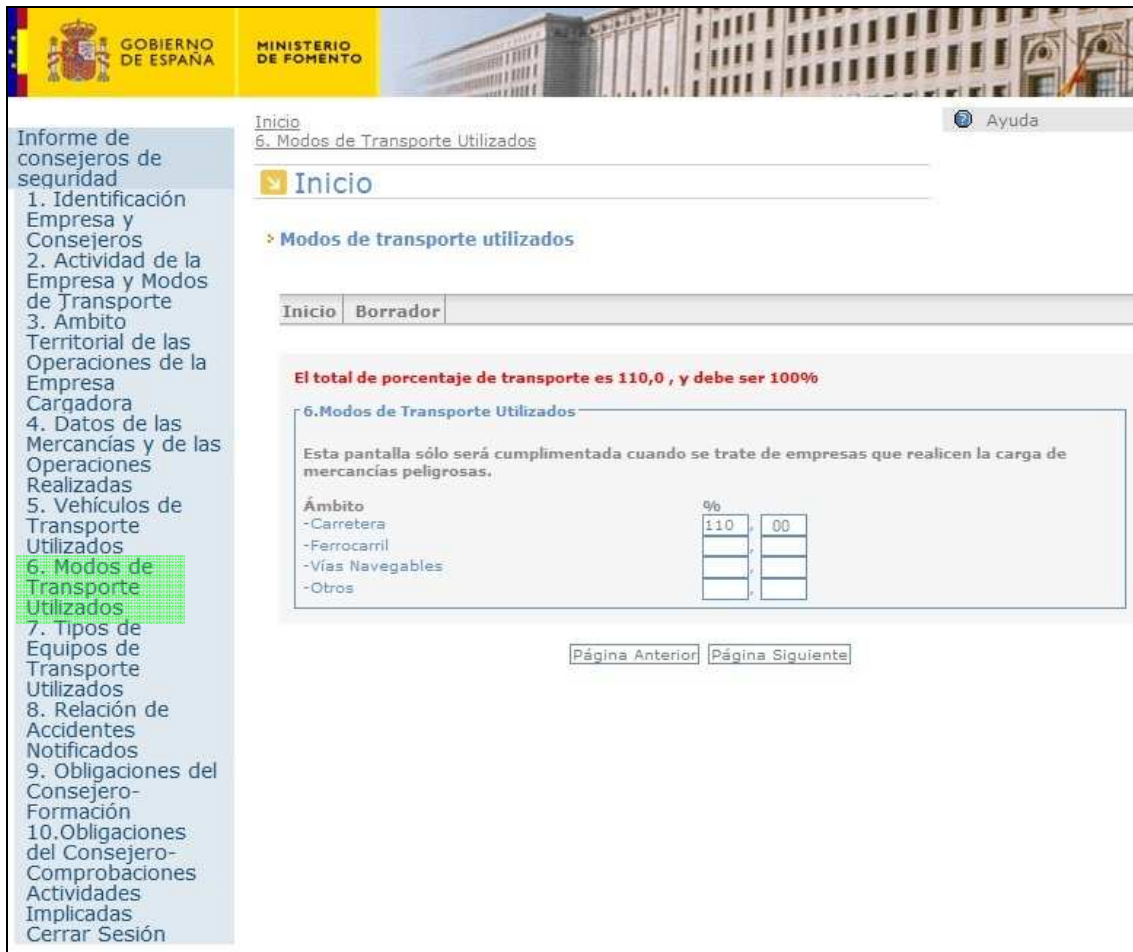 GOBIERNO
DE ESPAÑA
MINISTERIO
DE FOMENTO
Informe de
consejeros de
seguridad
1. Identificación
Empresa y
Consejeros
2. Actividad de la
Empresa y Modos
de Transporte
3. Ambito
Territorial de las
Operaciones de la
Empresa
Cargadora
4. Datos de las
Mercancías y de las
Operaciones
Realizadas
5. Vehículos de
Transporte
Utilizados
6. Modos de
Transporte
Utilizados
7. Tipos de
Equipos de
Transporte
Utilizados
8. Relación de
Accidentes
Notificados
9. Obligaciones del
Consejero-
Formación
10.Obligaciones
del Consejero-
Comprobaciones
Actividades
Implicadas
Cerrar Sesión
Inicio
6. Modos de Transporte Utilizados
Ayuda
Inicio
Modos de transporte utilizados
Inicio Borrador
El total de porcentaje de transporte es 110,0 , y debe ser 100%
6.Modos de Transporte Utilizados
Esta pantalla sólo será cumplimentada cuando se trate de empresas que realicen la carga de
mercancías peligrosas.
Ámbito %
-Carretera 110 , 00
-Ferrocarril ,
-Vías Navegables ,
-Otros ,
Página Anterior Página Siguiente